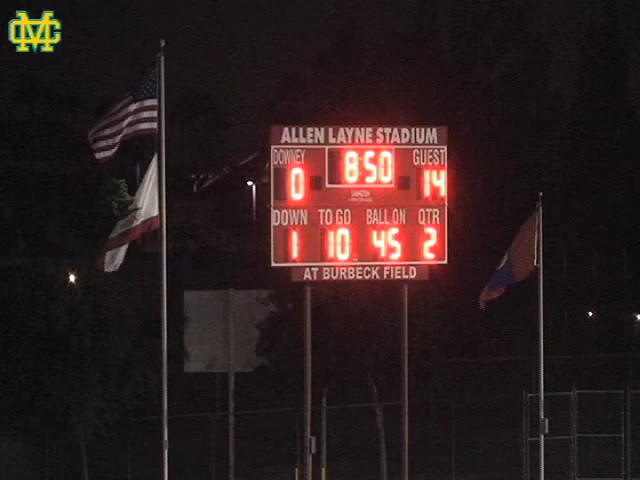 MC
ALLEN LAYNE STADIUM
DOWNEY 8:50 GUEST
0 14
DOWN TO GO BALL ON QTR
1 10 45 2
AT BURBECK FIELD